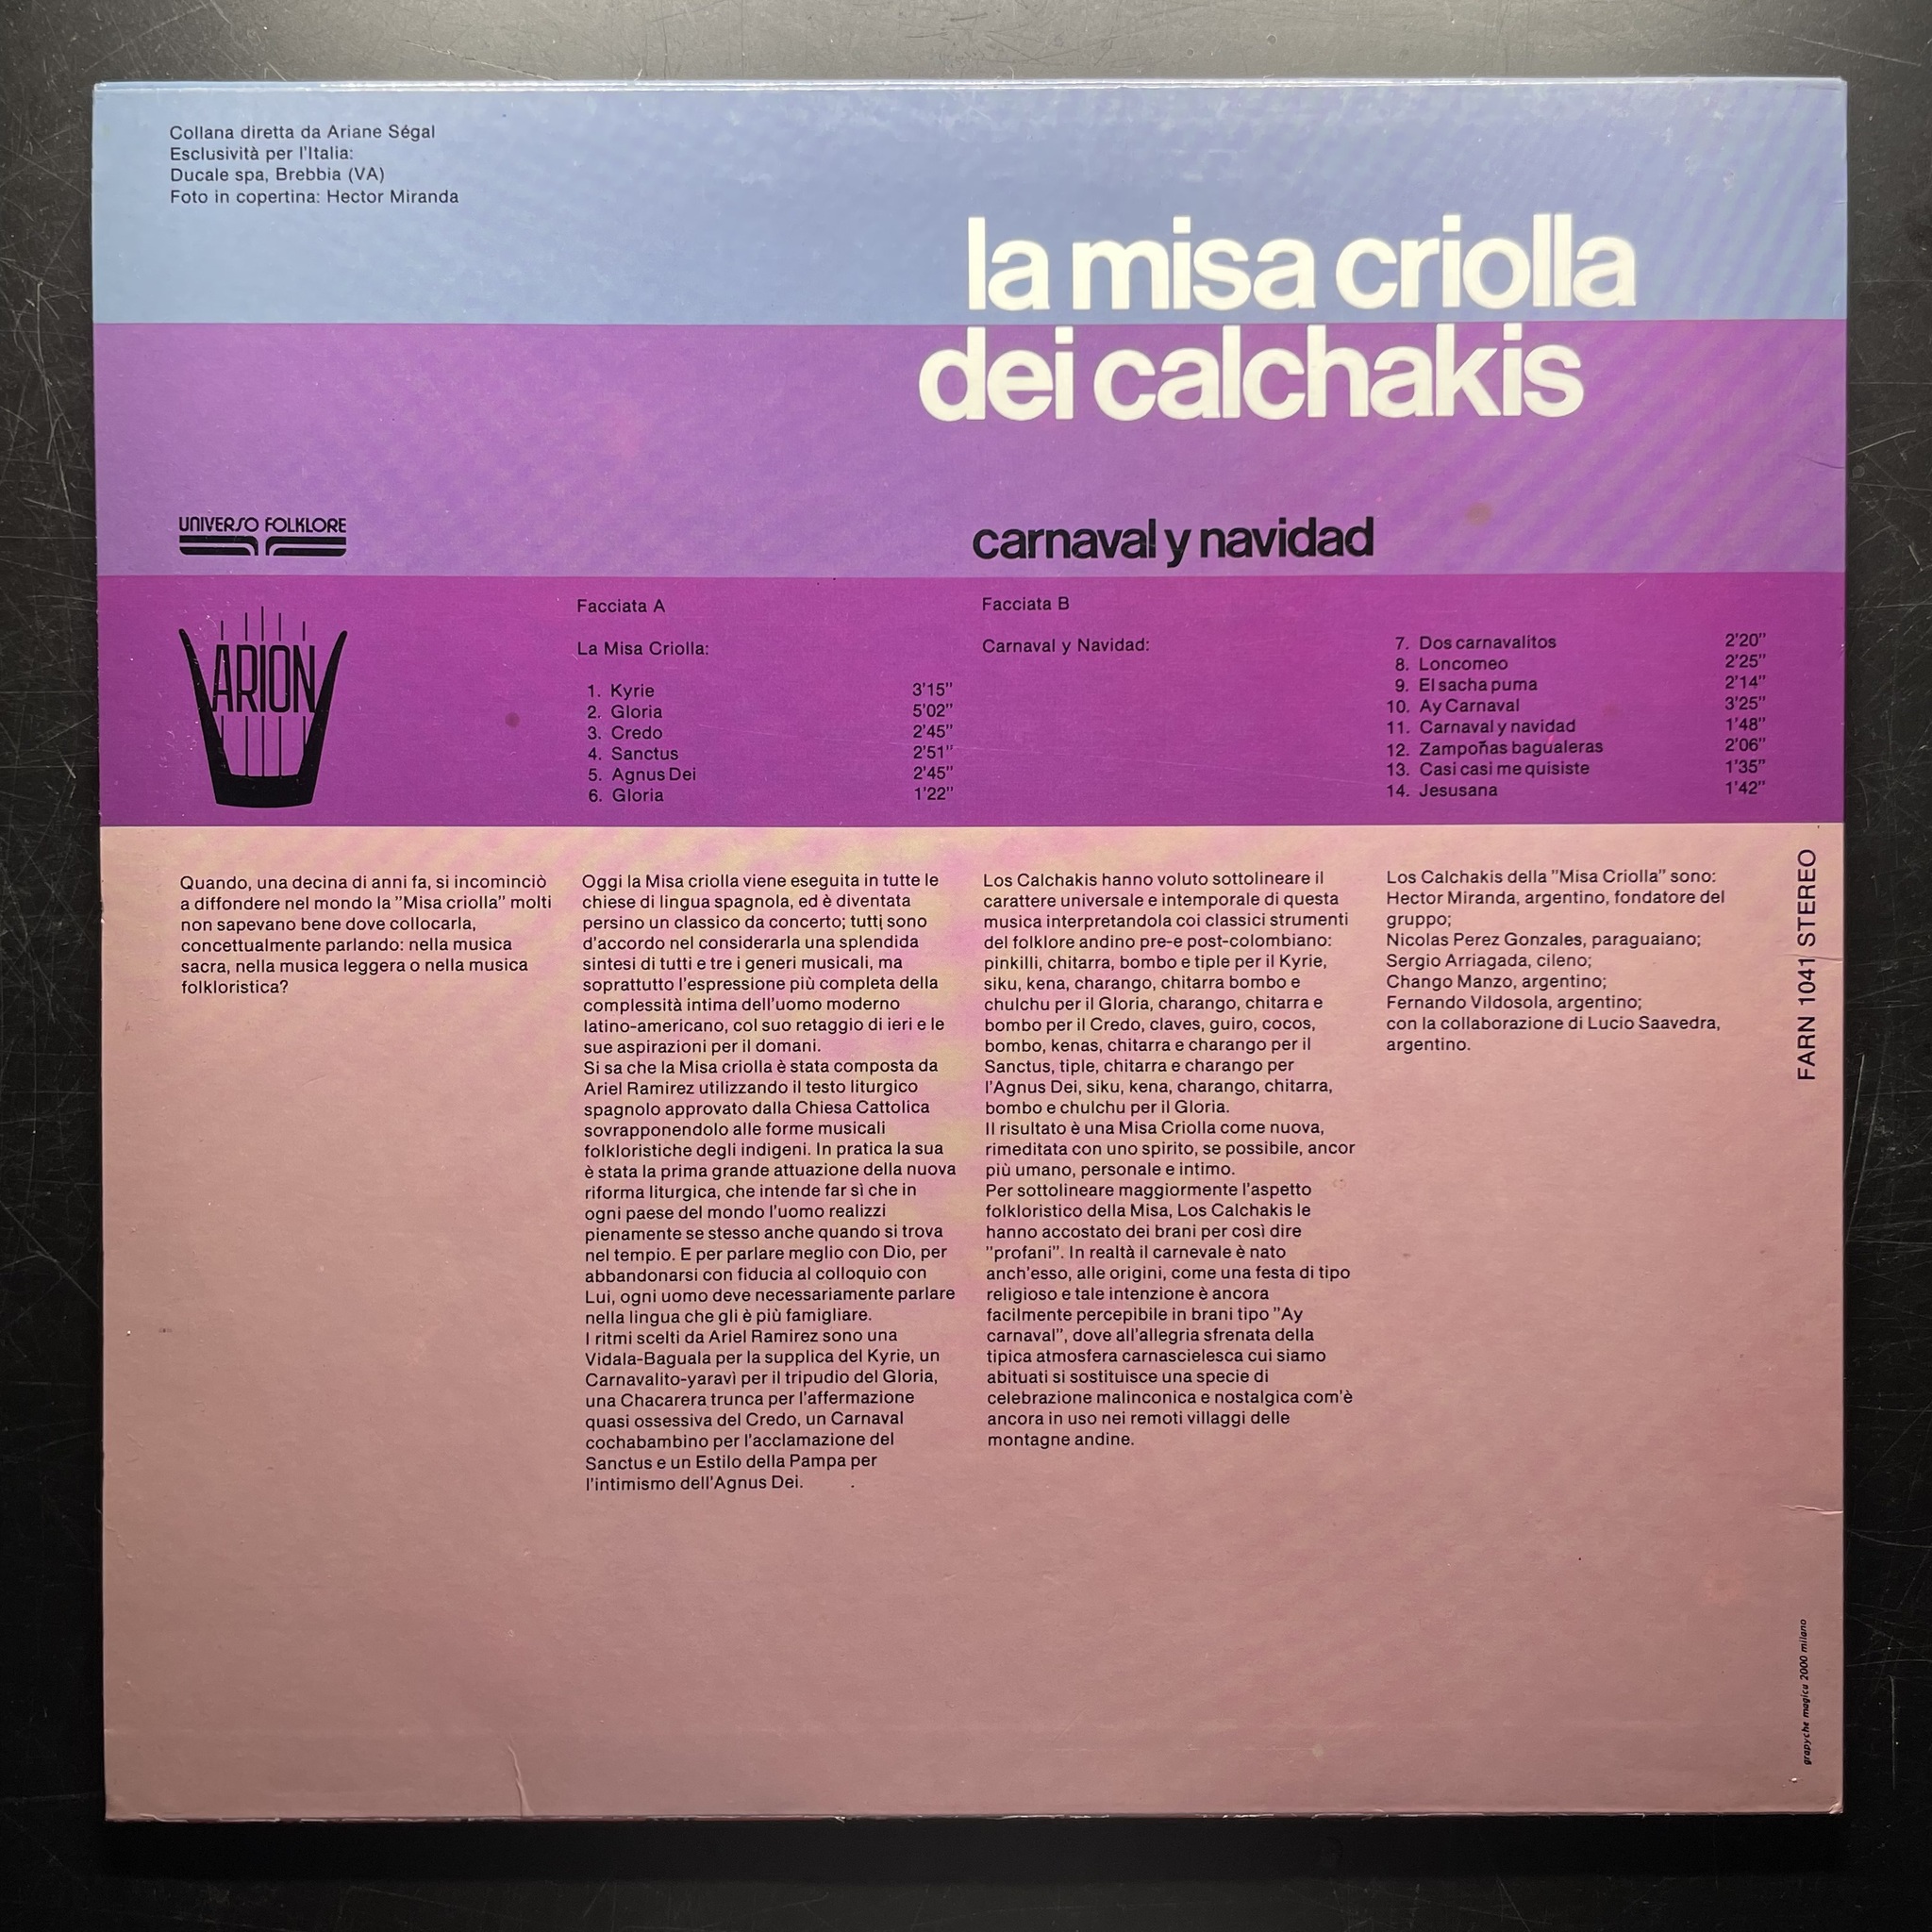 Collana diretta da Ariane Ségal
Esclusività per l'Italia:
Ducale spa, Brebbia (VA)
Foto in copertina: Hector Miranda
la misa criolla
dei calchakis
UNIVERSO FOLKLORE
carnaval y navidad
ARION
Facciata A
La Misa Criolla:
1. Kyrie 3'15"
2. Gloria 5'02"
3. Credo 2'45"
4. Sanctus 2'51"
5. Agnus Dei 2'45"
6. Gloria 1'22"
Facciata B
Carnaval y Navidad:
7. Dos carnavalitos 2'20"
8. Loncomeo 2'25"
9. El sacha puma 2'14"
10. Ay Carnaval 3'25"
11. Carnaval y navidad 1'48"
12. Zampoñas bagualeras 2'06"
13. Casi casi me quisiste 1'35"
14. Jesusana 1'42"
Quando, una decina di anni fa, si incominciò
a diffondere nel mondo la "Misa criolla" molti
non sapevano bene dove collocarla,
concettualmente parlando: nella musica
sacra, nella musica leggera o nella musica
folkloristica?
Oggi la Misa criolla viene eseguita in tutte le
chiese di lingua spagnola, ed è diventata
persino un classico da concerto; tutti sono
d'accordo nel considerarla una splendida
sintesi di tutti e tre i generi musicali, ma
soprattutto l'espressione più completa della
complessità intima dell'uomo moderno
latino-americano, col suo retaggio di ieri e le
sue aspirazioni per il domani.
Si sa che la Misa criolla è stata composta da
Ariel Ramirez utilizzando il testo liturgico
spagnolo approvato dalla Chiesa Cattolica
sovrapponendolo alle forme musicali
folkloristiche degli indigeni. In pratica la sua
è stata la prima grande attuazione della nuova
riforma liturgica, che intende far sì che in
ogni paese del mondo l'uomo realizzi
pienamente se stesso anche quando si trova
nel tempio. E per parlare meglio con Dio, per
abbandonarsi con fiducia al colloquio con
Lui, ogni uomo deve necessariamente parlare
nella lingua che gli è più famigliare.
I ritmi scelti da Ariel Ramirez sono una
Vidala-Baguala per la supplica del Kyrie, un
Carnavalito-yaravì per il tripudio del Gloria,
una Chacarera trunca per l'affermazione
quasi ossessiva del Credo, un Carnaval
cochabambino per l'acclamazione del
Sanctus e un Estilo della Pampa per
l'intimismo dell'Agnus Dei.
Los Calchakis hanno voluto sottolineare il
carattere universale e intemporale di questa
musica interpretandola coi classici strumenti
del folklore andino pre-e post-colombiano:
pinkilli, chitarra, bombo e tiple per il Kyrie,
siku, kena, charango, chitarra bombo e
chulchu per il Gloria, charango, chitarra e
bombo per il Credo, claves, guiro, cocos,
bombo, kenas, chitarra e charango per il
Sanctus, tiple, chitarra e charango per
l'Agnus Dei, siku, kena, charango, chitarra,
bombo e chulchu per il Gloria.
Il risultato è una Misa Criolla come nuova,
rimeditata con uno spirito, se possibile, ancor
più umano, personale e intimo.
Per sottolineare maggiormente l'aspetto
folkloristico della Misa, Los Calchakis le
hanno accostato dei brani per così dire
"profani". In realtà il carnevale è nato
anch'esso, alle origini, come una festa di tipo
religioso e tale intenzione è ancora
facilmente percepibile in brani tipo "Ay
carnaval", dove all'allegria sfrenata della
tipica atmosfera carnascielesca cui siamo
abituati si sostituisce una specie di
celebrazione malinconica e nostalgica com'è
ancora in uso nei remoti villaggi delle
montagne andine.
Los Calchakis della "Misa Criolla" sono:
Hector Miranda, argentino, fondatore del
gruppo;
Nicolas Perez Gonzales, paraguaiano;
Sergio Arriagada, cileno;
Chango Manzo, argentino;
Fernando Vildosola, argentino;
con la collaborazione di Lucio Saavedra,
argentino.
FARN 1041 STEREO
grapyche magica 2000 milano